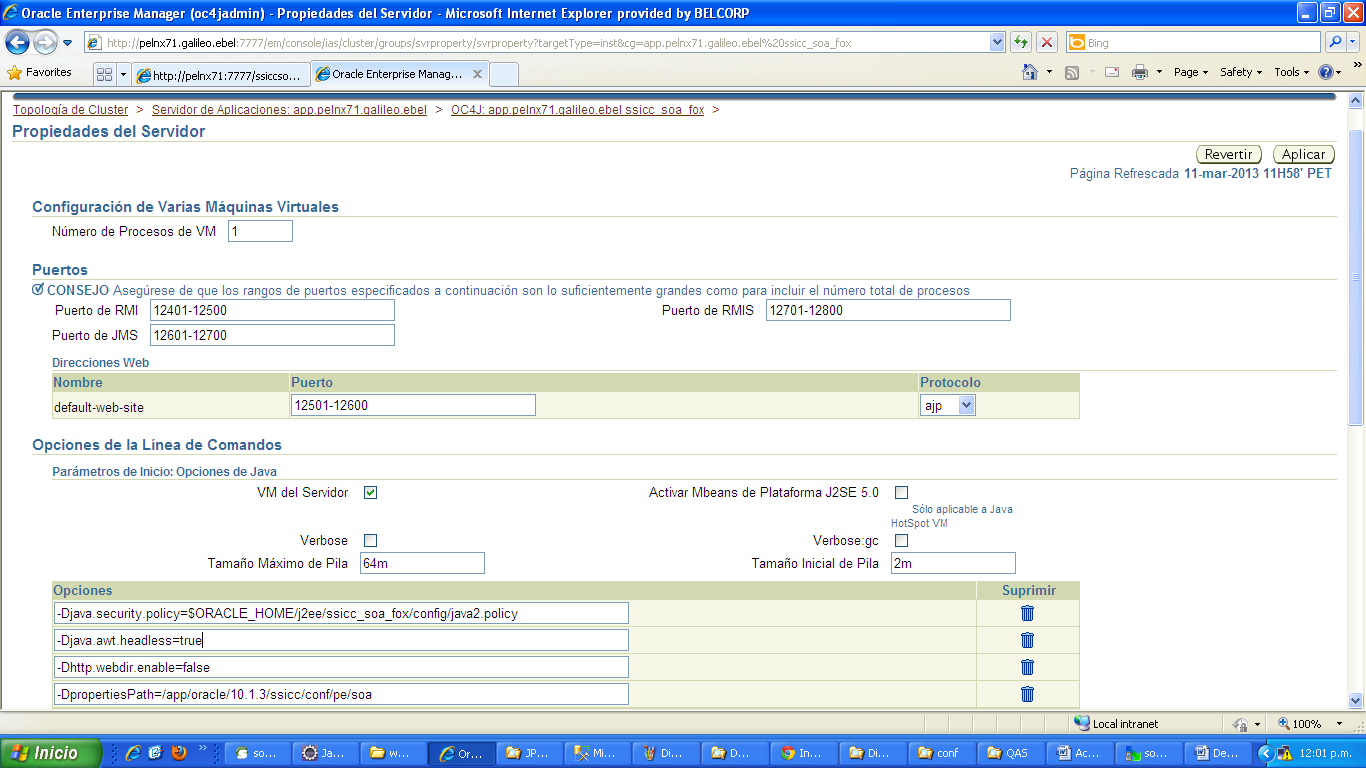 Oracle Enterprise Manager (oc4jadmin) - Propiedades del Servidor - Microsoft Internet Explorer provided by BELCORP
http://pelnx71.galileo.ebel:7777/em/console/ias/cluster/groups/svrproperty/svrproperty?targetType=inst&cg=app.pelnx71.galileo.ebel%20ssicc_soa_fox
Bing
Favorites
http://pelnx71:7777/ssiccso...
Oracle Enterprise Manag...
Page
Safety
Tools
Topología de Cluster > Servidor de Aplicaciones: app.pelnx71.galileo.ebel > OC4J: app.pelnx71.galileo.ebel ssicc_soa_fox >
Propiedades del Servidor
Revertir Aplicar
Página Refrescada 11-mar-2013 11H58' PET
Configuración de Varias Máquinas Virtuales
Número de Procesos de VM 1
Puertos
CONSEJO Asegúrese de que los rangos de puertos especificados a continuación son lo suficientemente grandes como para incluir el número total de procesos
Puerto de RMI 12401-12500 Puerto de RMIS 12701-12800
Puerto de JMS 12601-12700
Direcciones Web
Nombre Puerto Protocolo
default-web-site 12501-12600 ajp
Opciones de la Línea de Comandos
Parámetros de Inicio: Opciones de Java
VM del Servidor Activar Mbeans de Plataforma J2SE 5.0
Sólo aplicable a Java
HotSpot VM
Verbose Verbose:gc
Tamaño Máximo de Pila 64m Tamaño Inicial de Pila 2m
Opciones Suprimir
-Djava.security.policy=$ORACLE_HOME/j2ee/ssicc_soa_fox/config/java2.policy
-Djava.awt.headless=true
-Dhttp.webdir.enable=false
-DpropertiesPath=/app/oracle/10.1.3/ssicc/conf/pe/soa
Local intranet 100%
Inicio so... Ja... w... Or... JP... Mi... Di... D... In... Di... conf QAS Ac... so... De... 12:01 p.m.